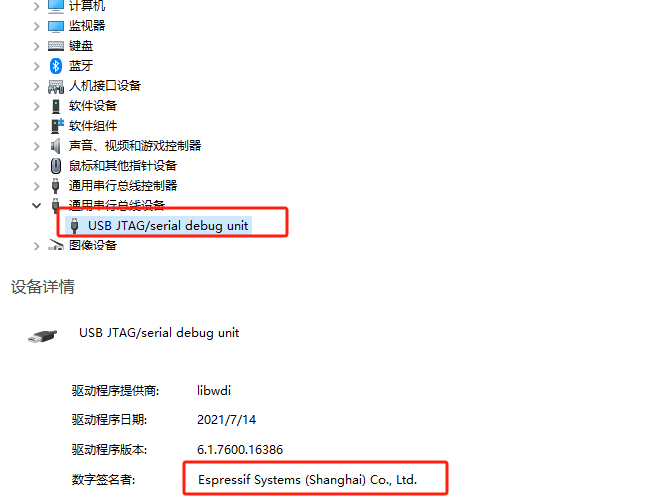 计算机
监视器
键盘
蓝牙
人机接口设备
软件设备
软件组件
声音、视频和游戏控制器
鼠标和其他指针设备
通用串行总线控制器
通用串行总线设备
USB JTAG/serial debug unit
图像设备
设备详情
USB JTAG/serial debug unit
驱动程序提供商: libwdi
驱动程序日期: 2021/7/14
驱动程序版本: 6.1.7600.16386
数字签名者: Espressif Systems (Shanghai) Co., Ltd.